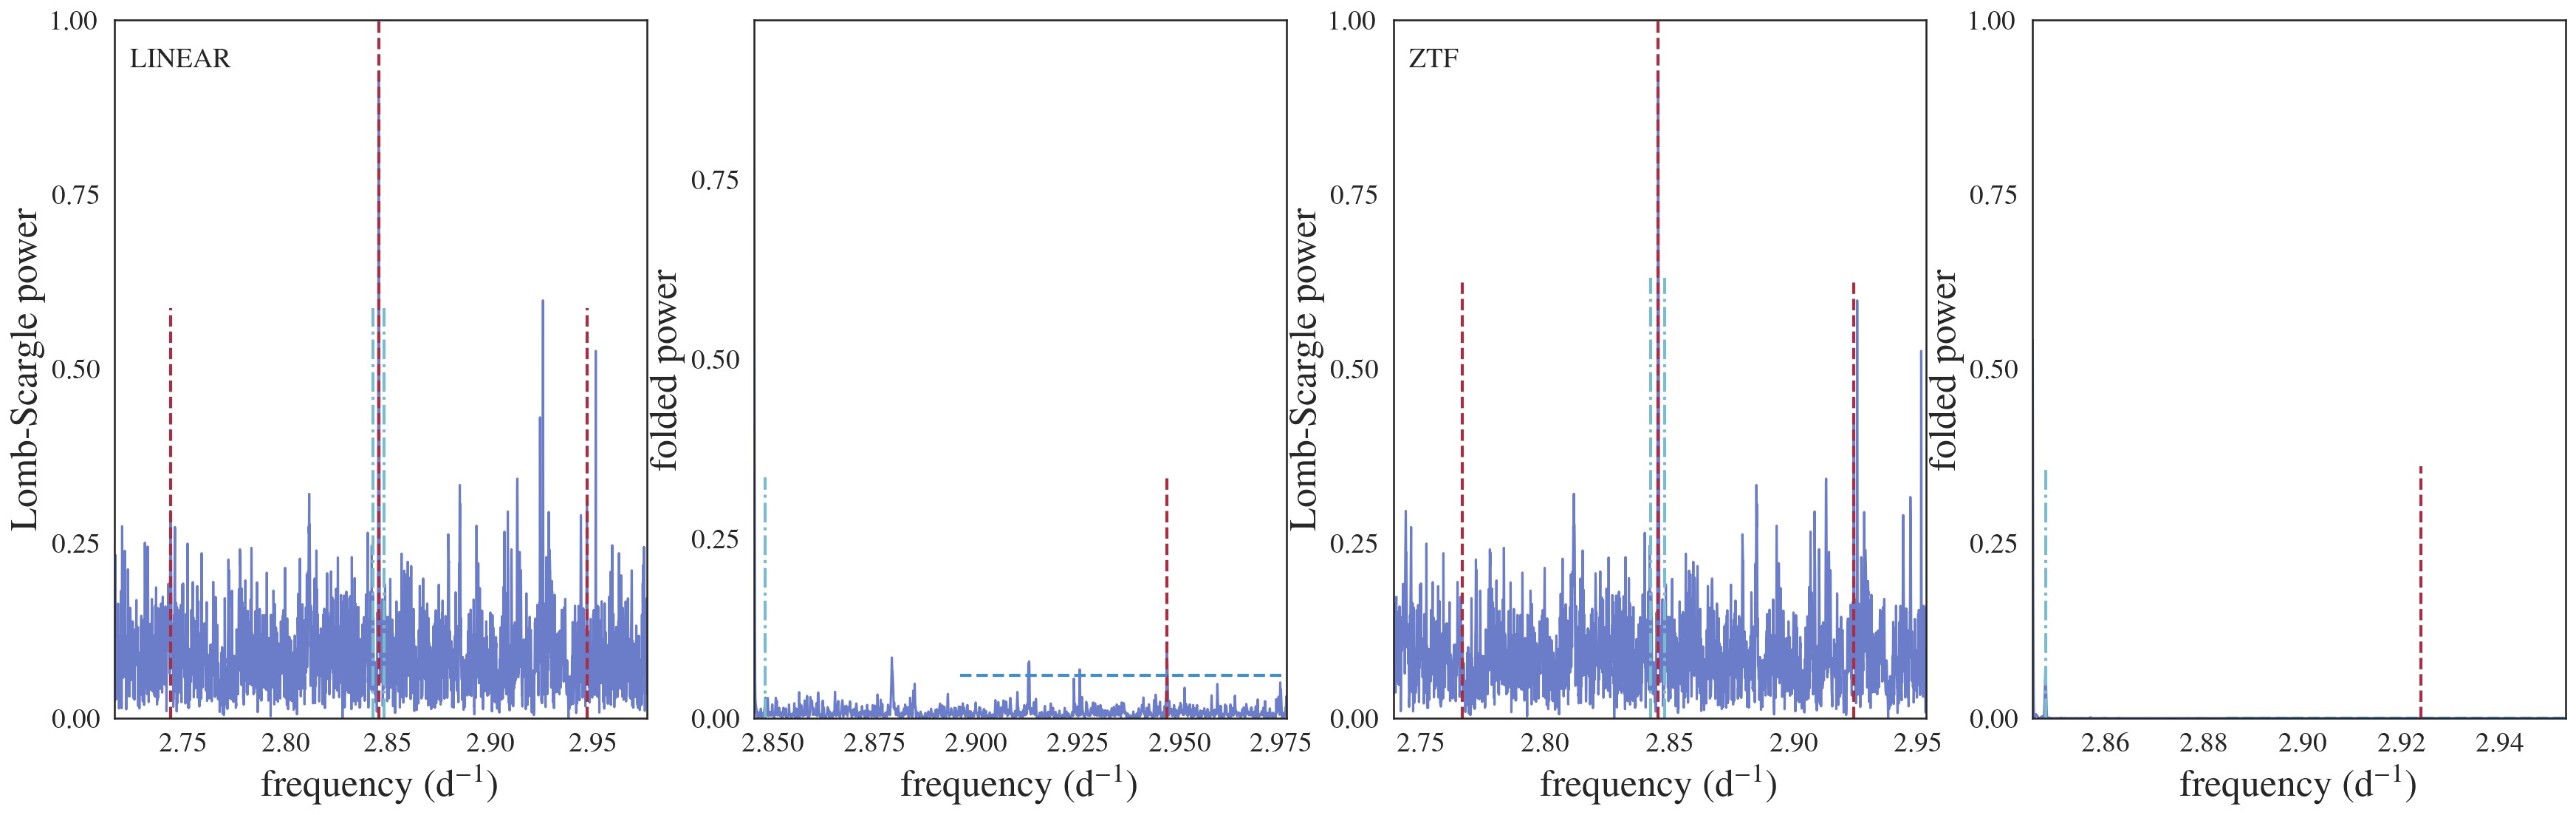 LINEAR
Lomb-Scargle power
1.00
0.75
0.50
0.25
0.00
2.75 2.80 2.85 2.90 2.95
frequency (d⁻¹)
folded power
0.75
0.50
0.25
0.00
2.850 2.875 2.900 2.925 2.950 2.975
frequency (d⁻¹)
ZTF
Lomb-Scargle power
1.00
0.75
0.50
0.25
0.00
2.75 2.80 2.85 2.90 2.95
frequency (d⁻¹)
folded power
1.00
0.75
0.50
0.25
0.00
2.86 2.88 2.90 2.92 2.94
frequency (d⁻¹)